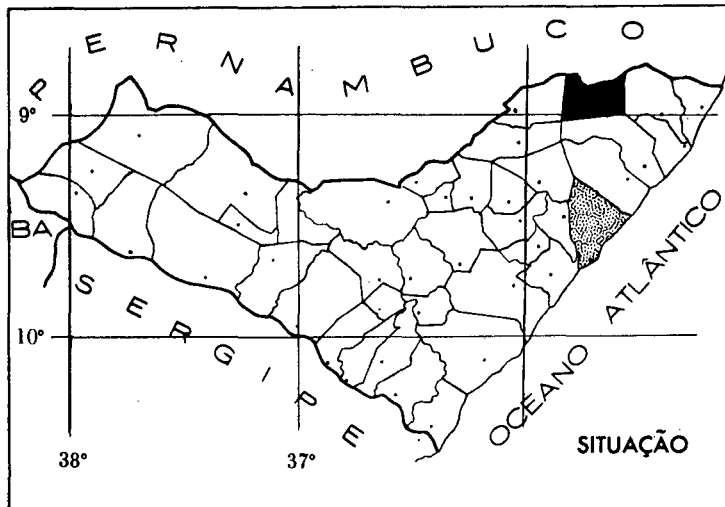 PERNAMBUCO
9°
BA
SERGIPE
OCEANO ATLÂNTICO
10°
38°
37°
SITUAÇÃO